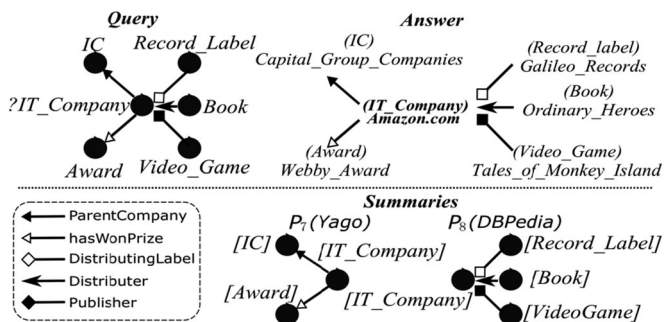 Query
Answer
IC
Record_Label
?IT_Company
Book
Award
Video_Game
(IC)
Capital_Group_Companies
(Record_label)
Galileo_Records
(IT_Company)
Amazon.com
(Book)
Ordinary_Heroes
(Award)
Webby_Award
(Video_Game)
Tales_of_Monkey_Island
Summaries
ParentCompany
hasWonPrize
DistributingLabel
Distributer
Publisher
P7(Yago)
P8(DBPedia)
[IC]
[IT_Company]
[Award]
[IT_Company]
[Record_Label]
[Book]
[VideoGame]